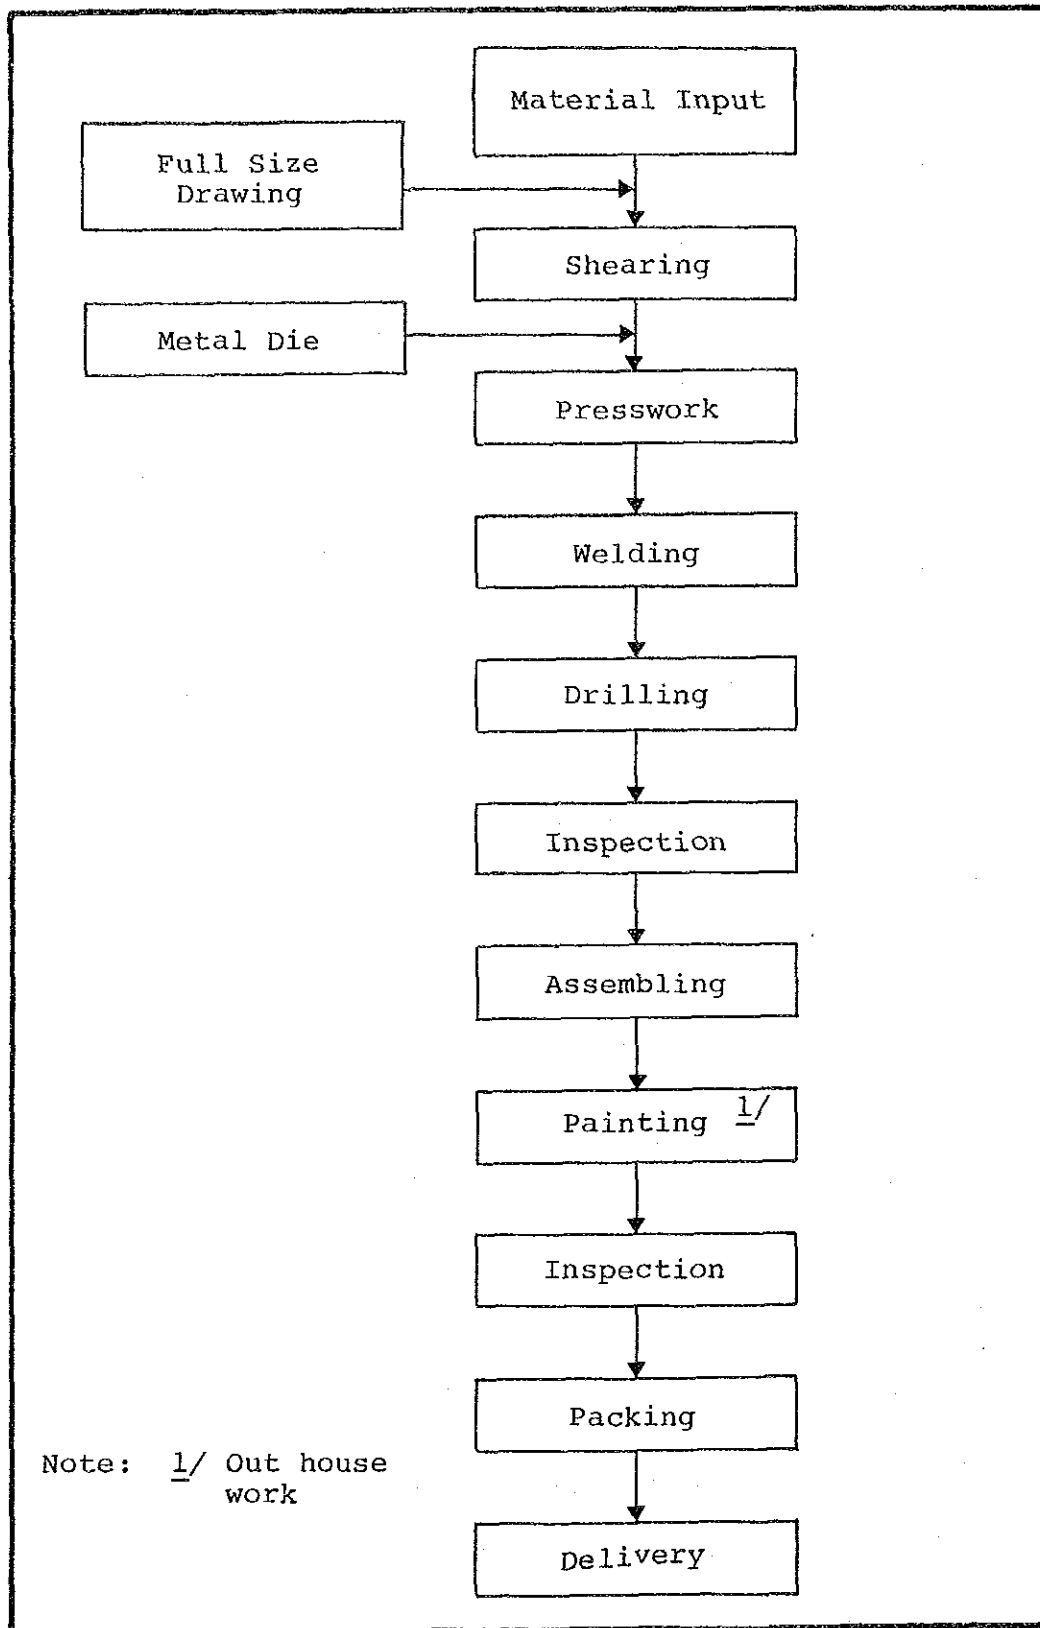 Material Input
Full Size
Drawing
Shearing
Metal Die
Presswork
Welding
Drilling
Inspection
Assembling
Painting 1/
Inspection
Packing
Note: 1/ Out house
work
Delivery